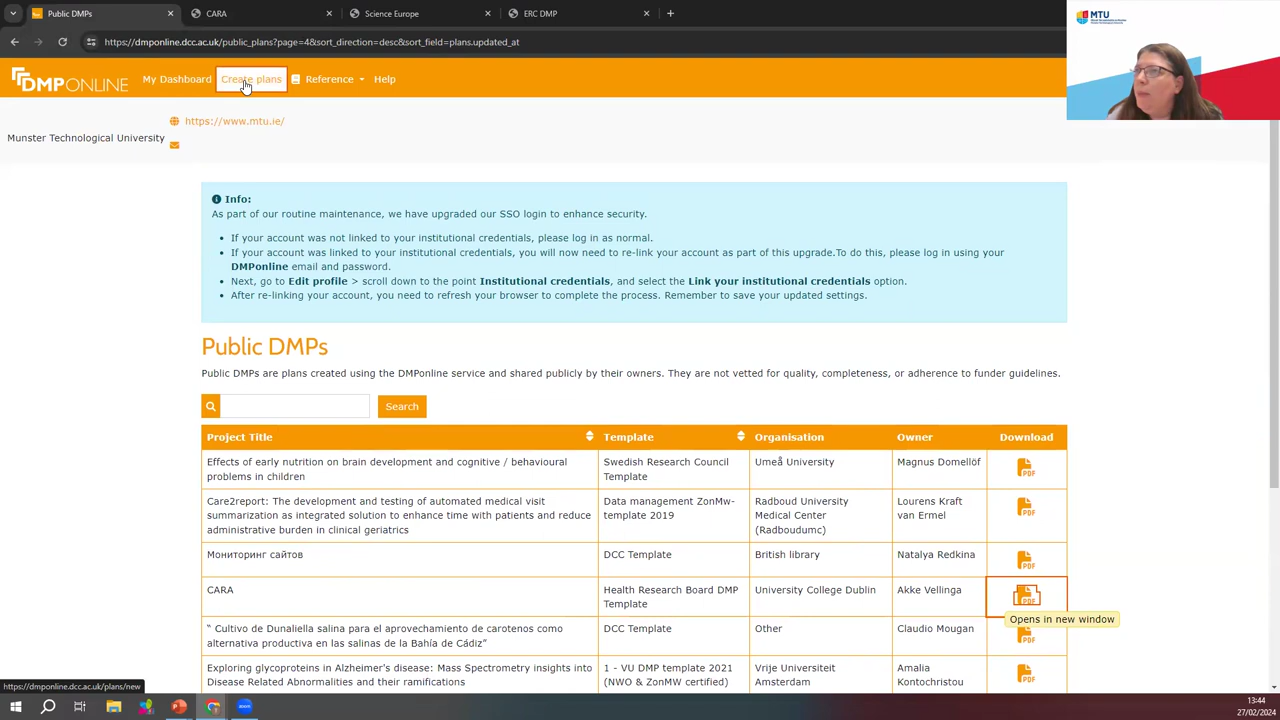 Public DMPs
CARA
Science Europe
ERC DMP
https://dmponline.dcc.ac.uk/public_plans?page=4&sort_direction=desc&sort_field=plans.updated_at
MTU
DMPONLINE
My Dashboard
Create plans
Reference
Help
Munster Technological University
https://www.mtu.ie/
Info:
As part of our routine maintenance, we have upgraded our SSO login to enhance security.
If your account was not linked to your institutional credentials, please log in as normal.
If your account was linked to your institutional credentials, you will now need to re-link your account as part of this upgrade.To do this, please log in using your
DMPonline email and password.
Next, go to Edit profile > scroll down to the point Institutional credentials, and select the Link your institutional credentials option.
After re-linking your account, you need to refresh your browser to complete the process. Remember to save your updated settings.
Public DMPs
Public DMPs are plans created using the DMPonline service and shared publicly by their owners. They are not vetted for quality, completeness, or adherence to funder guidelines.
Search
Project Title Template Organisation Owner Download
Effects of early nutrition on brain development and cognitive / behavioural
problems in children
Swedish Research Council
Template
Umeå University
Magnus Domellöf
PDF
Care2report: The development and testing of automated medical visit
summarization as integrated solution to enhance time with patients and reduce
administrative burden in clinical geriatrics
Data management ZonMw-
template 2019
Radboud University
Medical Center
(Radboudumc)
Lourens Kraft
van Ermel
PDF
Мониторинг сайтов
DCC Template
British library
Natalya Redkina
PDF
CARA
Health Research Board DMP
Template
University College Dublin
Akke Vellinga
PDF
Opens in new window
“ Cultivo de Dunaliella salina para el aprovechamiento de carotenos como
alternativa productiva en las salinas de la Bahía de Cádiz”
DCC Template
Other
Claudio Mougan
PDF
Exploring glycoproteins in Alzheimer's disease: Mass Spectrometry insights into
Disease Related Abnormalities and their ramifications
1 - VU DMP template 2021
(NWO & ZonMW certified)
Vrije Universiteit
Amsterdam
Amalia
Kontochristou
PDF
https://dmponline.dcc.ac.uk/plans/new
zoom
13:44
27/02/2024